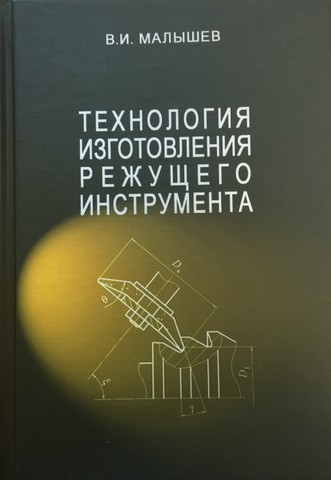 В.И. МАЛЫШЕВ
ТЕХНОЛОГИЯ
ИЗГОТОВЛЕНИЯ
РЕЖУЩЕГО
ИНСТРУМЕНТА
θ